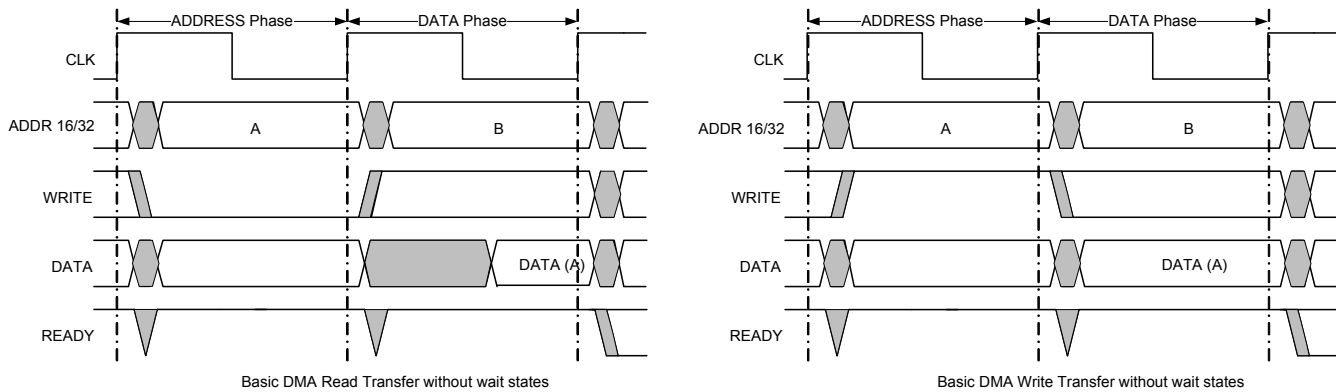 ADDRESS Phase
DATA Phase
CLK
ADDR 16/32
A
B
WRITE
DATA
DATA (A)
READY
Basic DMA Read Transfer without wait states
ADDRESS Phase
DATA Phase
CLK
ADDR 16/32
A
B
WRITE
DATA
DATA (A)
READY
Basic DMA Write Transfer without wait states